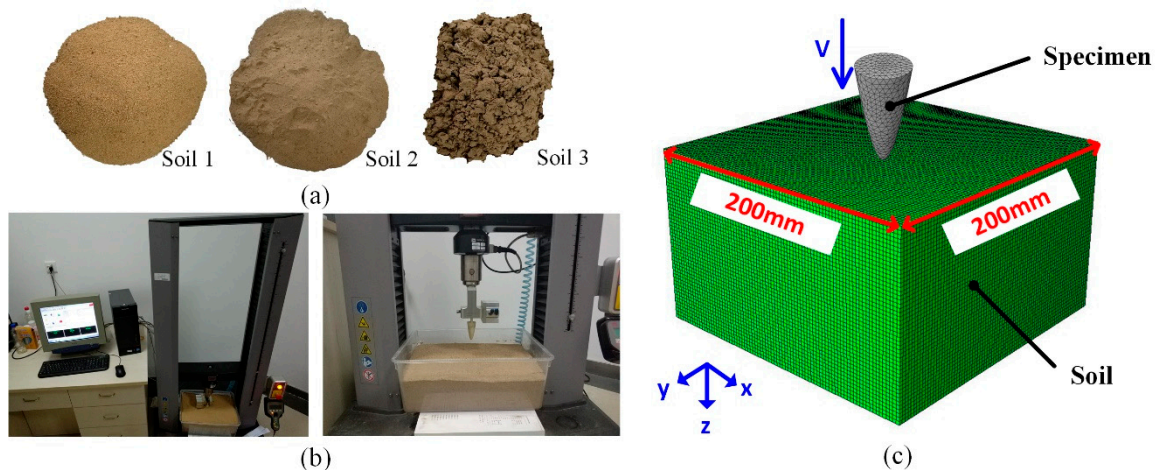 Soil 1
Soil 2
Soil 3
(a)
(b)
V
Specimen
200mm
200mm
Soil
y
x
z
(c)